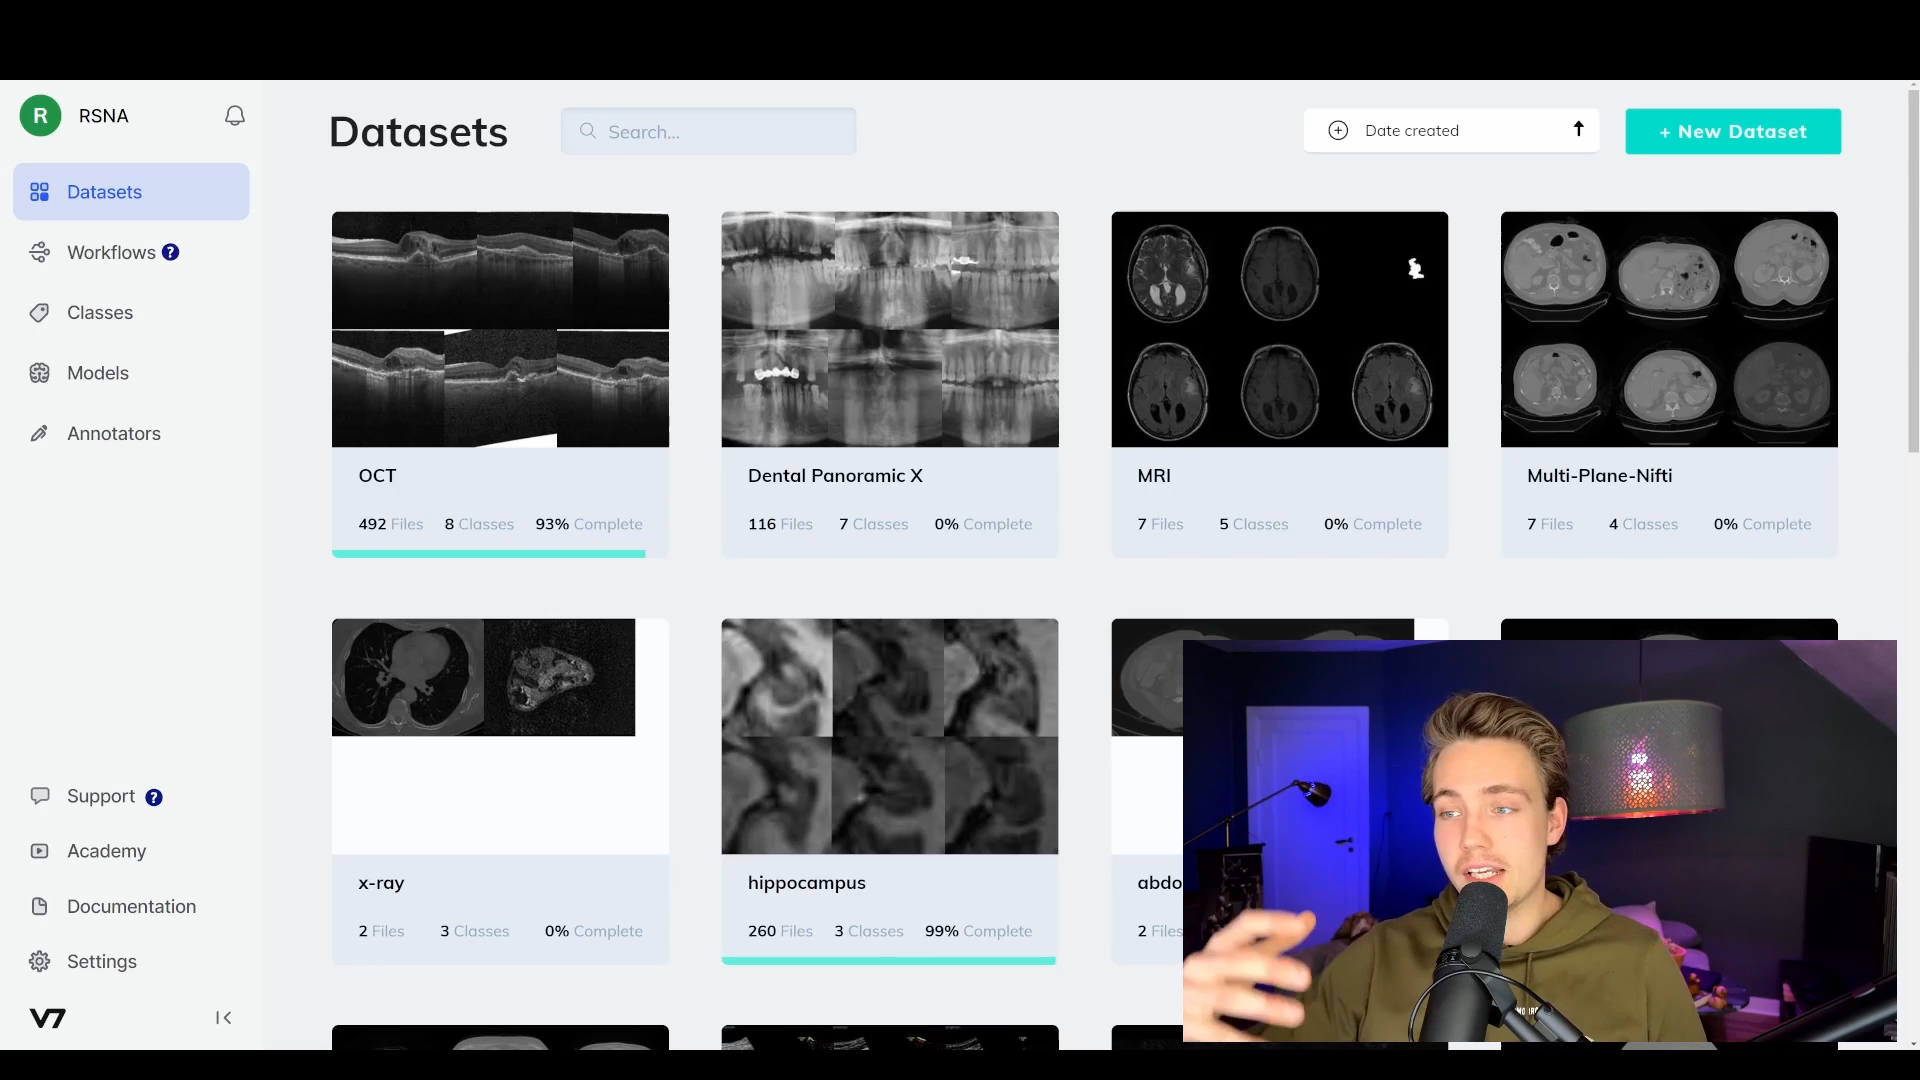 R RSNA
Datasets
Workflows ?
Classes
Models
Annotators
Support ?
Academy
Documentation
Settings
V7
Datasets
Search...
Date created
+ New Dataset
OCT
492 Files 8 Classes 93% Complete
Dental Panoramic X
116 Files 7 Classes 0% Complete
MRI
7 Files 5 Classes 0% Complete
Multi-Plane-Nifti
7 Files 4 Classes 0% Complete
x-ray
2 Files 3 Classes 0% Complete
hippocampus
260 Files 3 Classes 99% Complete
abdo
2 Files